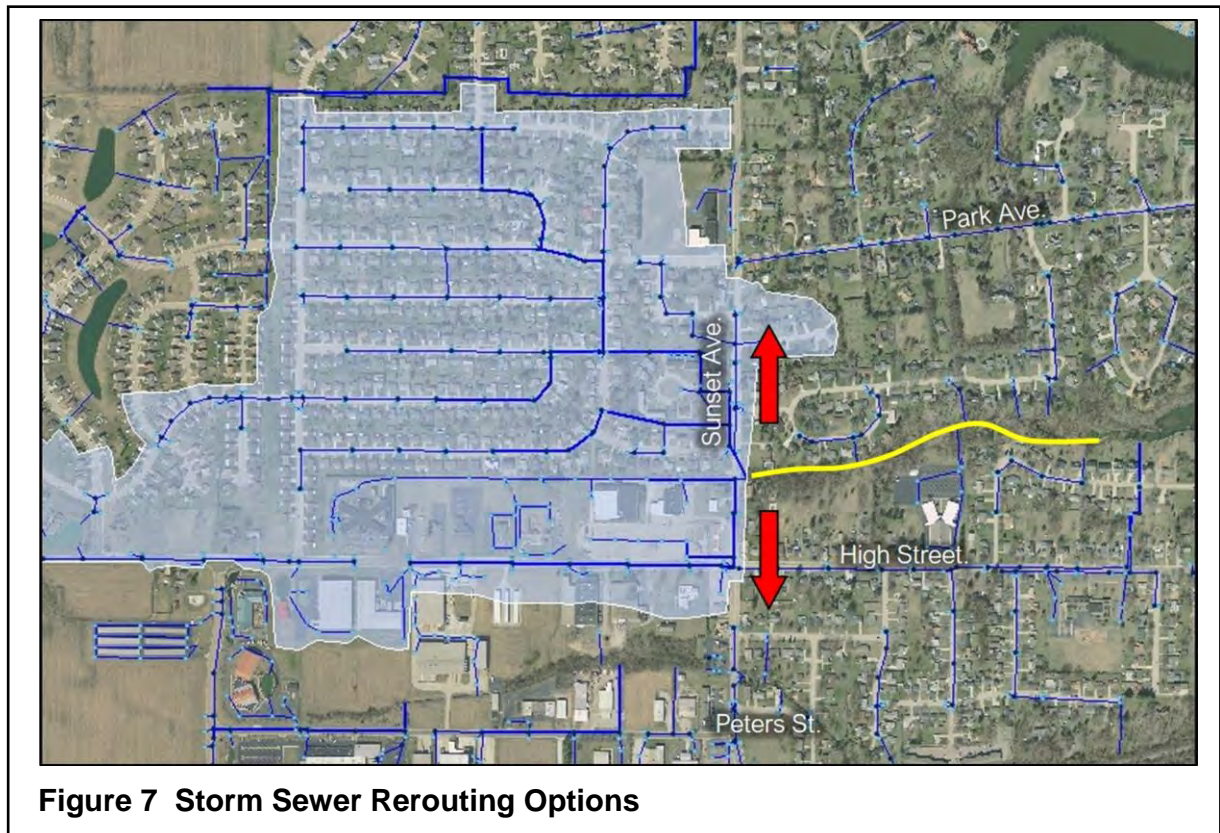 Park Ave.
Sunset Ave.
High Street
Peters St.
Figure 7 Storm Sewer Rerouting Options